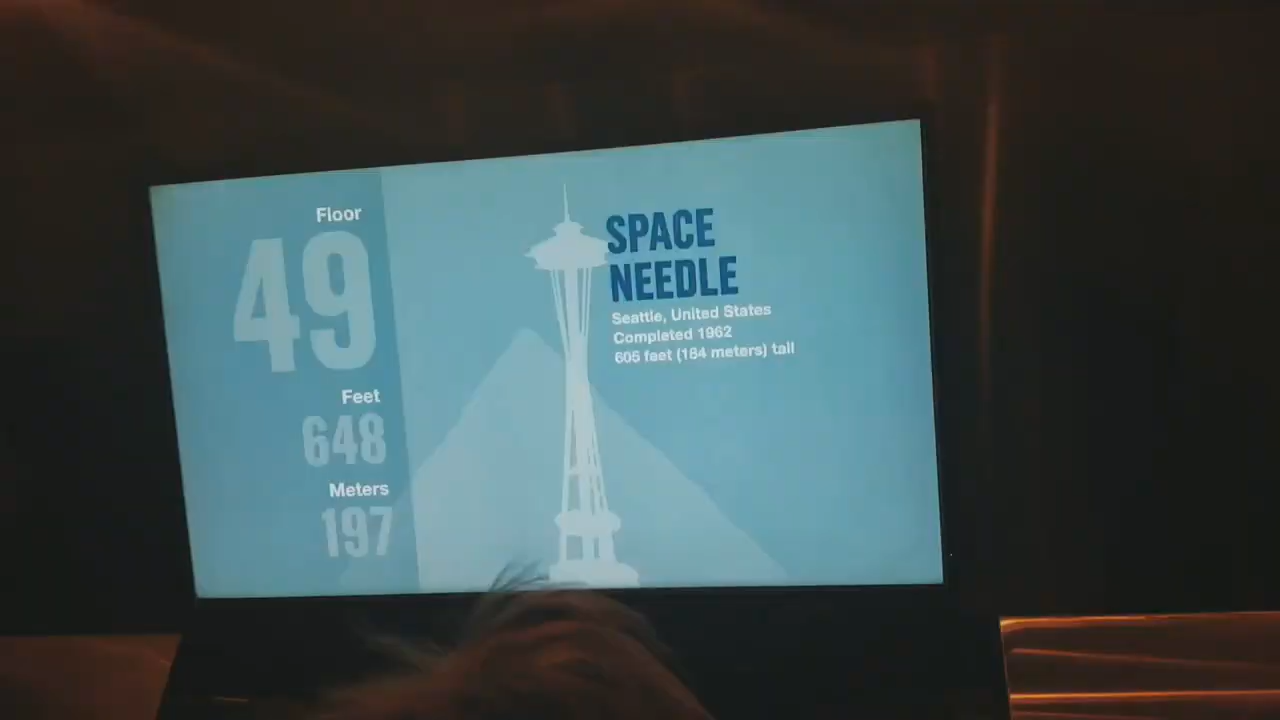 Floor
49
Feet
648
Meters
197
SPACE
NEEDLE
Seattle, United States
Completed 1962
605 feet (184 meters) tall